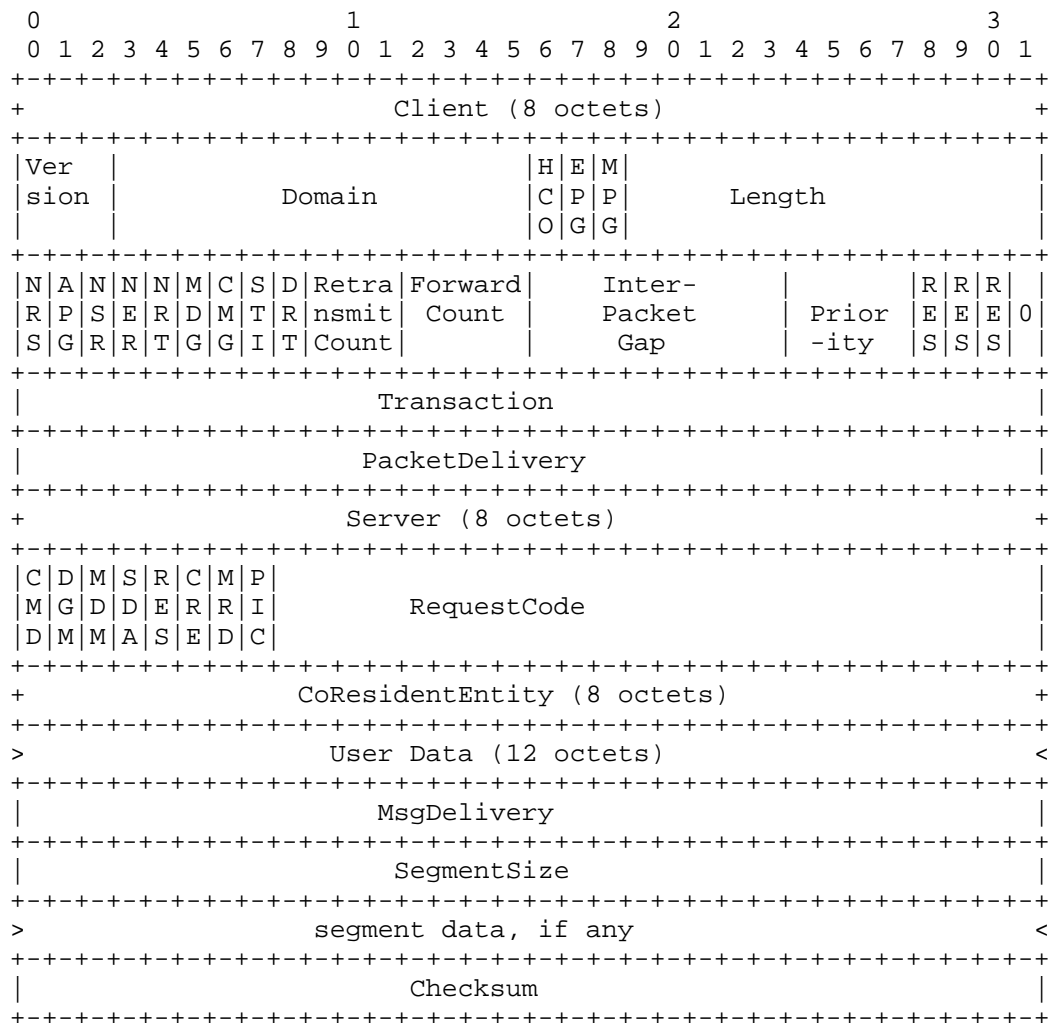 0                   1                   2                   3
 0 1 2 3 4 5 6 7 8 9 0 1 2 3 4 5 6 7 8 9 0 1 2 3 4 5 6 7 8 9 0 1
+-+-+-+-+-+-+-+-+-+-+-+-+-+-+-+-+-+-+-+-+-+-+-+-+-+-+-+-+-+-+-+-+
+                       Client (8 octets)                       +
+-+-+-+-+-+-+-+-+-+-+-+-+-+-+-+-+-+-+-+-+-+-+-+-+-+-+-+-+-+-+-+-+
|Ver  |                         |H|E|M|                         |
|sion |          Domain         |C|P|P|      Length             |
|     |                         |O|G|G|                         |
+-+-+-+-+-+-+-+-+-+-+-+-+-+-+-+-+-+-+-+-+-+-+-+-+-+-+-+-+-+-+-+-+
|N|A|N|N|N|M|C|S|D|Retra|Forward|    Inter-     |       |R|R|R| |
|R|P|S|E|R|D|M|T|R|nsmit| Count |    Packet     | Prior |E|E|E|0|
|S|G|R|R|T|G|G|I|T|Count|       |     Gap       | -ity  |S|S|S| |
+-+-+-+-+-+-+-+-+-+-+-+-+-+-+-+-+-+-+-+-+-+-+-+-+-+-+-+-+-+-+-+-+
|                      Transaction                              |
+-+-+-+-+-+-+-+-+-+-+-+-+-+-+-+-+-+-+-+-+-+-+-+-+-+-+-+-+-+-+-+-+
|                     PacketDelivery                            |
+-+-+-+-+-+-+-+-+-+-+-+-+-+-+-+-+-+-+-+-+-+-+-+-+-+-+-+-+-+-+-+-+
+                    Server (8 octets)                          +
+-+-+-+-+-+-+-+-+-+-+-+-+-+-+-+-+-+-+-+-+-+-+-+-+-+-+-+-+-+-+-+-+
|C|D|M|S|R|C|M|P|                                               |
|M|G|D|D|E|R|R|I|        RequestCode                            |
|D|M|M|A|S|E|D|C|                                               |
+-+-+-+-+-+-+-+-+-+-+-+-+-+-+-+-+-+-+-+-+-+-+-+-+-+-+-+-+-+-+-+-+
+                 CoResidentEntity (8 octets)                   +
+-+-+-+-+-+-+-+-+-+-+-+-+-+-+-+-+-+-+-+-+-+-+-+-+-+-+-+-+-+-+-+-+
>                   User Data (12 octets)                       <
+-+-+-+-+-+-+-+-+-+-+-+-+-+-+-+-+-+-+-+-+-+-+-+-+-+-+-+-+-+-+-+-+
|                      MsgDelivery                              |
+-+-+-+-+-+-+-+-+-+-+-+-+-+-+-+-+-+-+-+-+-+-+-+-+-+-+-+-+-+-+-+-+
|                       SegmentSize                             |
+-+-+-+-+-+-+-+-+-+-+-+-+-+-+-+-+-+-+-+-+-+-+-+-+-+-+-+-+-+-+-+-+
>                  segment data, if any                         <
+-+-+-+-+-+-+-+-+-+-+-+-+-+-+-+-+-+-+-+-+-+-+-+-+-+-+-+-+-+-+-+-+
|                        Checksum                               |
+-+-+-+-+-+-+-+-+-+-+-+-+-+-+-+-+-+-+-+-+-+-+-+-+-+-+-+-+-+-+-+-+